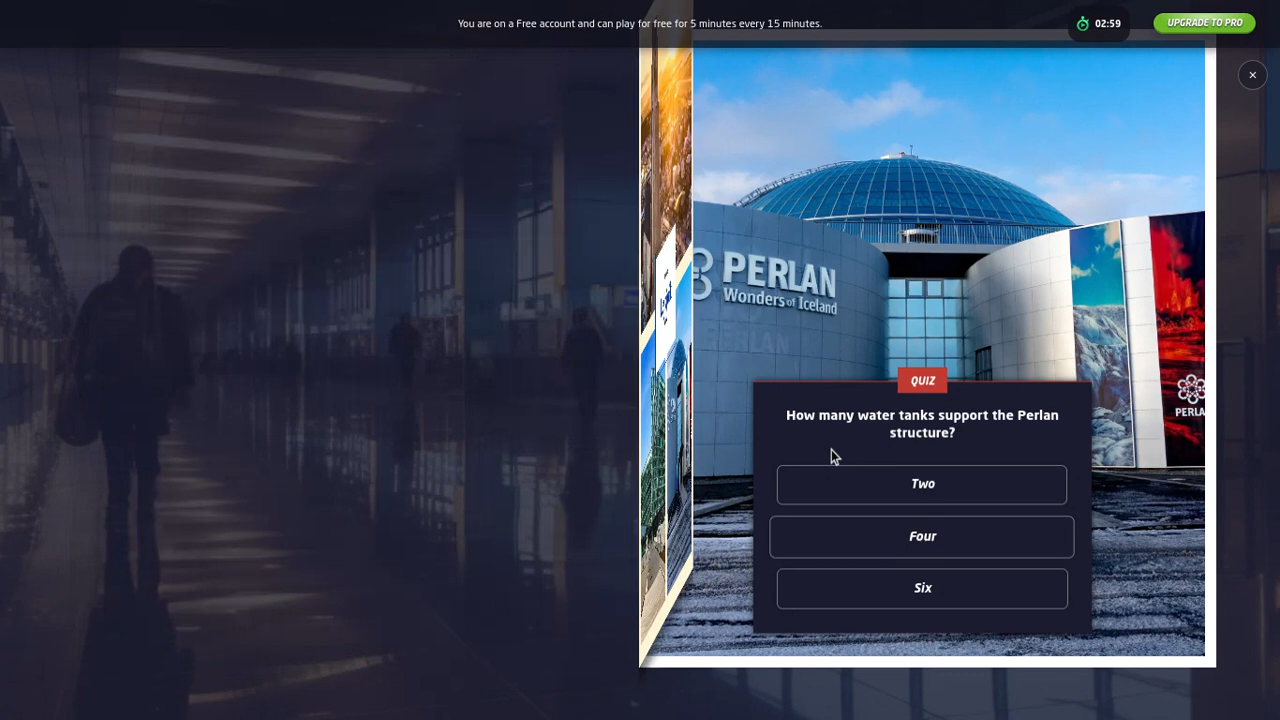 You are on a Free account and can play for free for 5 minutes every 15 minutes.
02:59
UPGRADE TO PRO
PERLAN
Wonders of Iceland
QUIZ
How many water tanks support the Perlan
structure?
Two
Four
Six